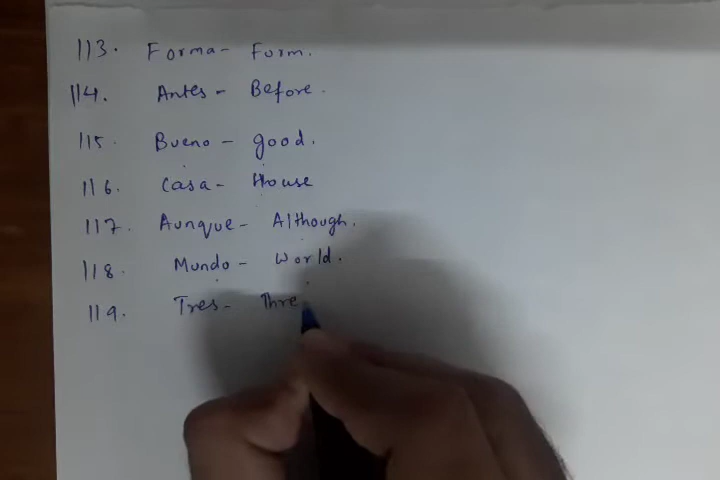 113. Forma- Form.
114. Antes- Before.
115. Bueno- good.
116. Casa- House
117. Aunque- Although.
118. Mundo- World.
119. Tres- Thre